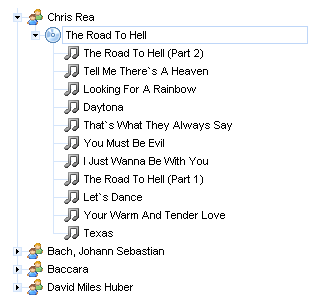 Chris Rea
The Road To Hell
The Road To Hell (Part 2)
Tell Me There`s A Heaven
Looking For A Rainbow
Daytona
That`s What They Always Say
You Must Be Evil
I Just Wanna Be With You
The Road To Hell (Part 1)
Let`s Dance
Your Warm And Tender Love
Texas
Bach, Johann Sebastian
Baccara
David Miles Huber